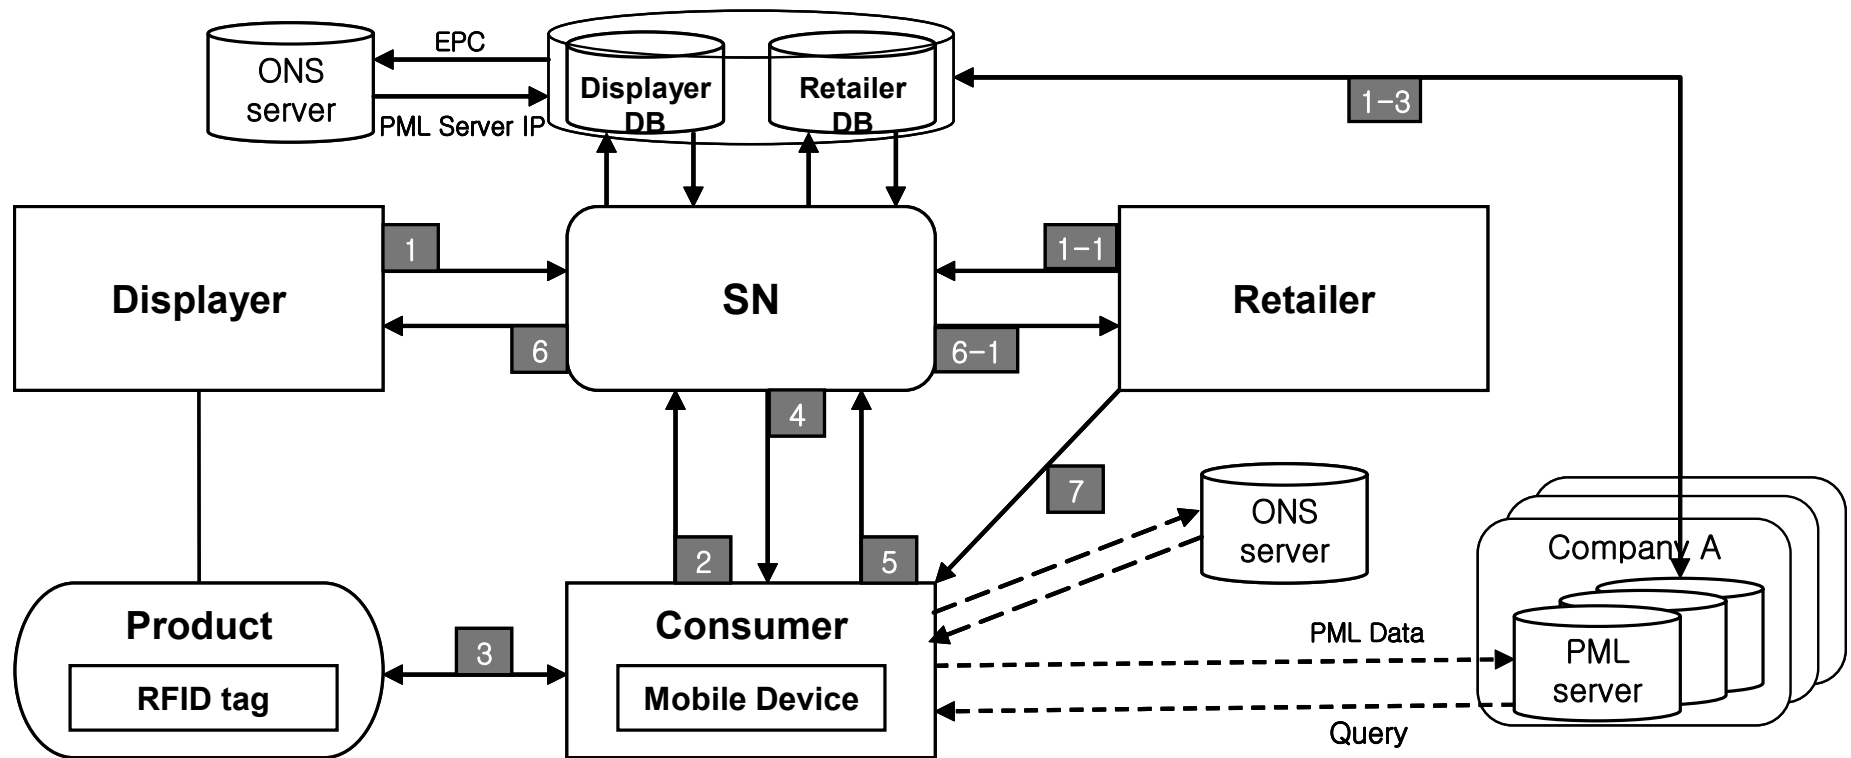 ONS
server
EPC
PML Server IP
Displayer
DB
Retailer
DB
1-3
Displayer
1
SN
1-1
Retailer
6
6-1
4
7
2
5
ONS
server
Company A
Product
RFID tag
3
Consumer
Mobile Device
PML Data
Query
PML
server